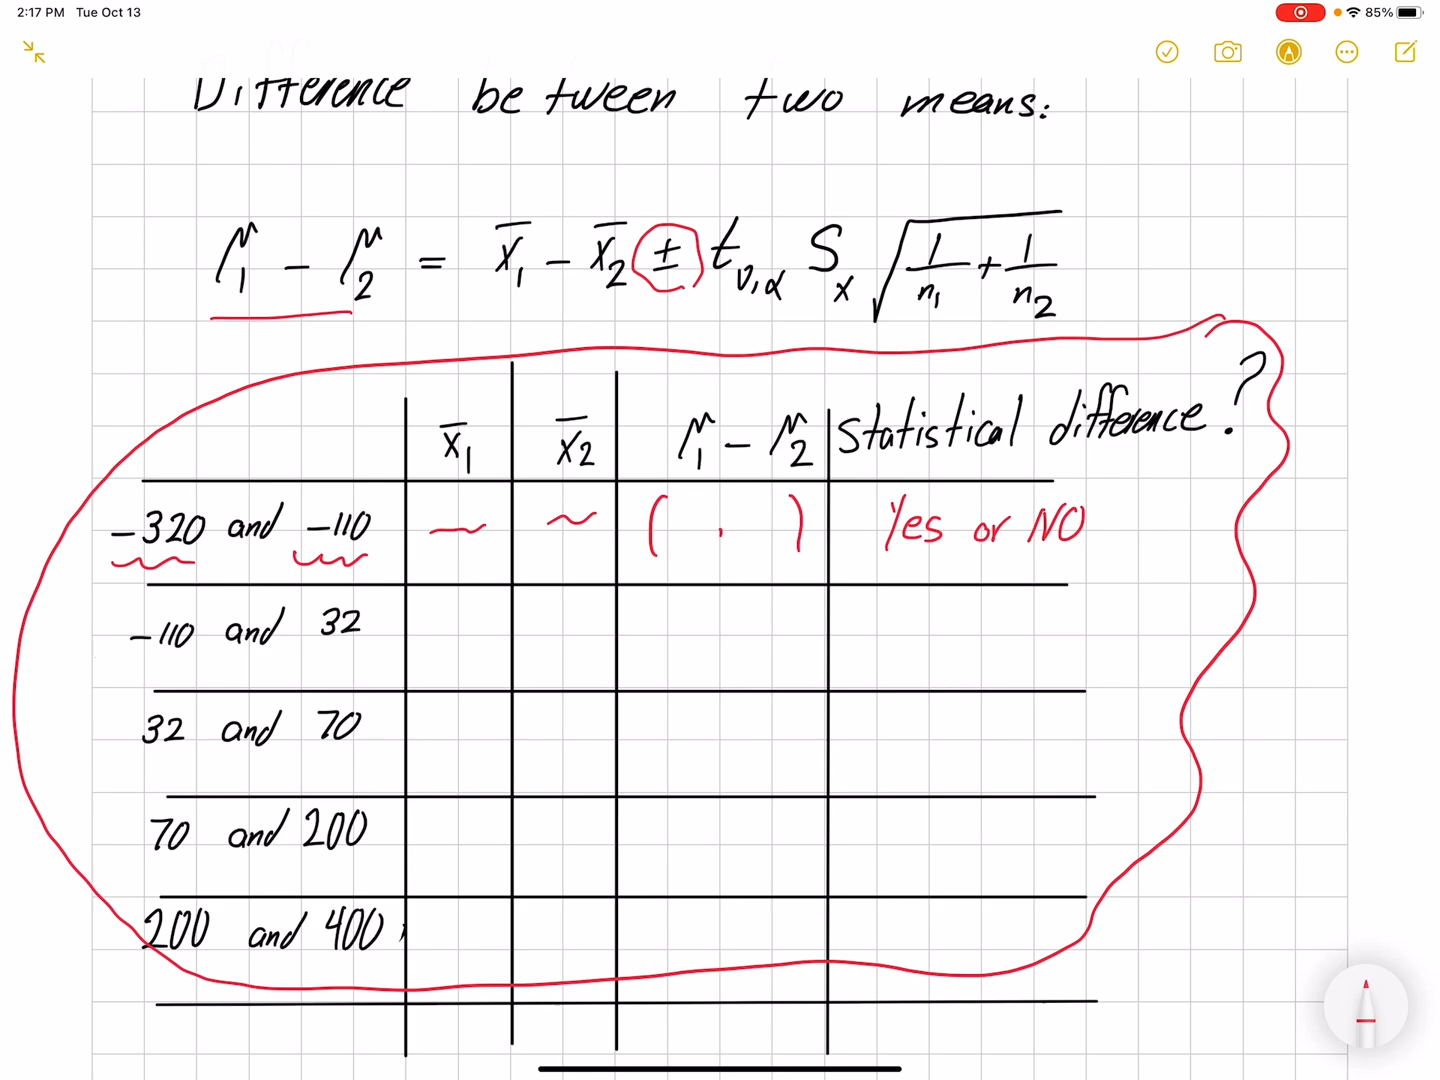 2:17 PM Tue Oct 13 85%
Difference between two means:
μ₁ - μ₂ = x̄₁ - x̄₂ ± t_ν,α S_x √(1/n₁ + 1/n₂)
x̄₁ x̄₂ μ₁ - μ₂ Statistical difference?
-320 and -110 ( , ) Yes or NO
-110 and 32
32 and 70
70 and 200
200 and 400